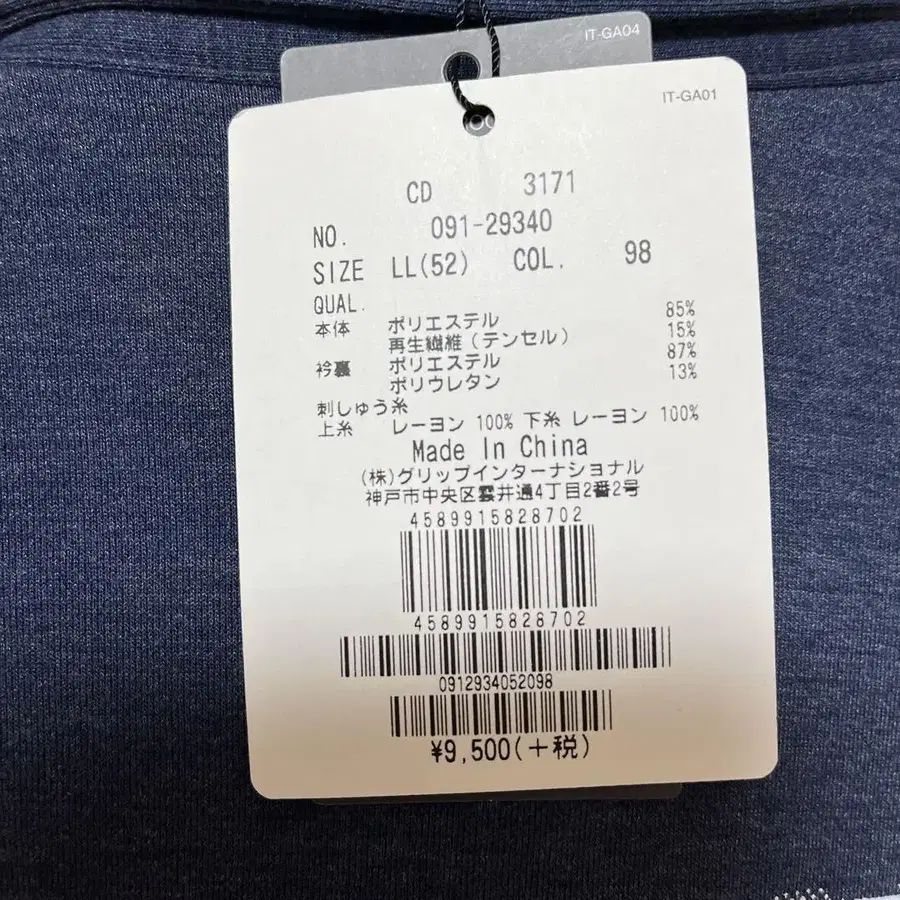 IT-GA04
IT-GA01
CD 3171
NO. 091-29340
SIZE LL(52) COL. 98
QUAL.
本体 ポリエステル 85%
再生繊維(テンセル) 15%
衿裏 ポリエステル 87%
ポリウレタン 13%
刺しゅう糸
上糸 レーヨン 100% 下糸 レーヨン 100%
Made In China
(株)グリップインターナショナル
神戸市中央区雲井通4丁目2番2号
4589915828702
4589915828702
0912934052098
¥9,500(+税)